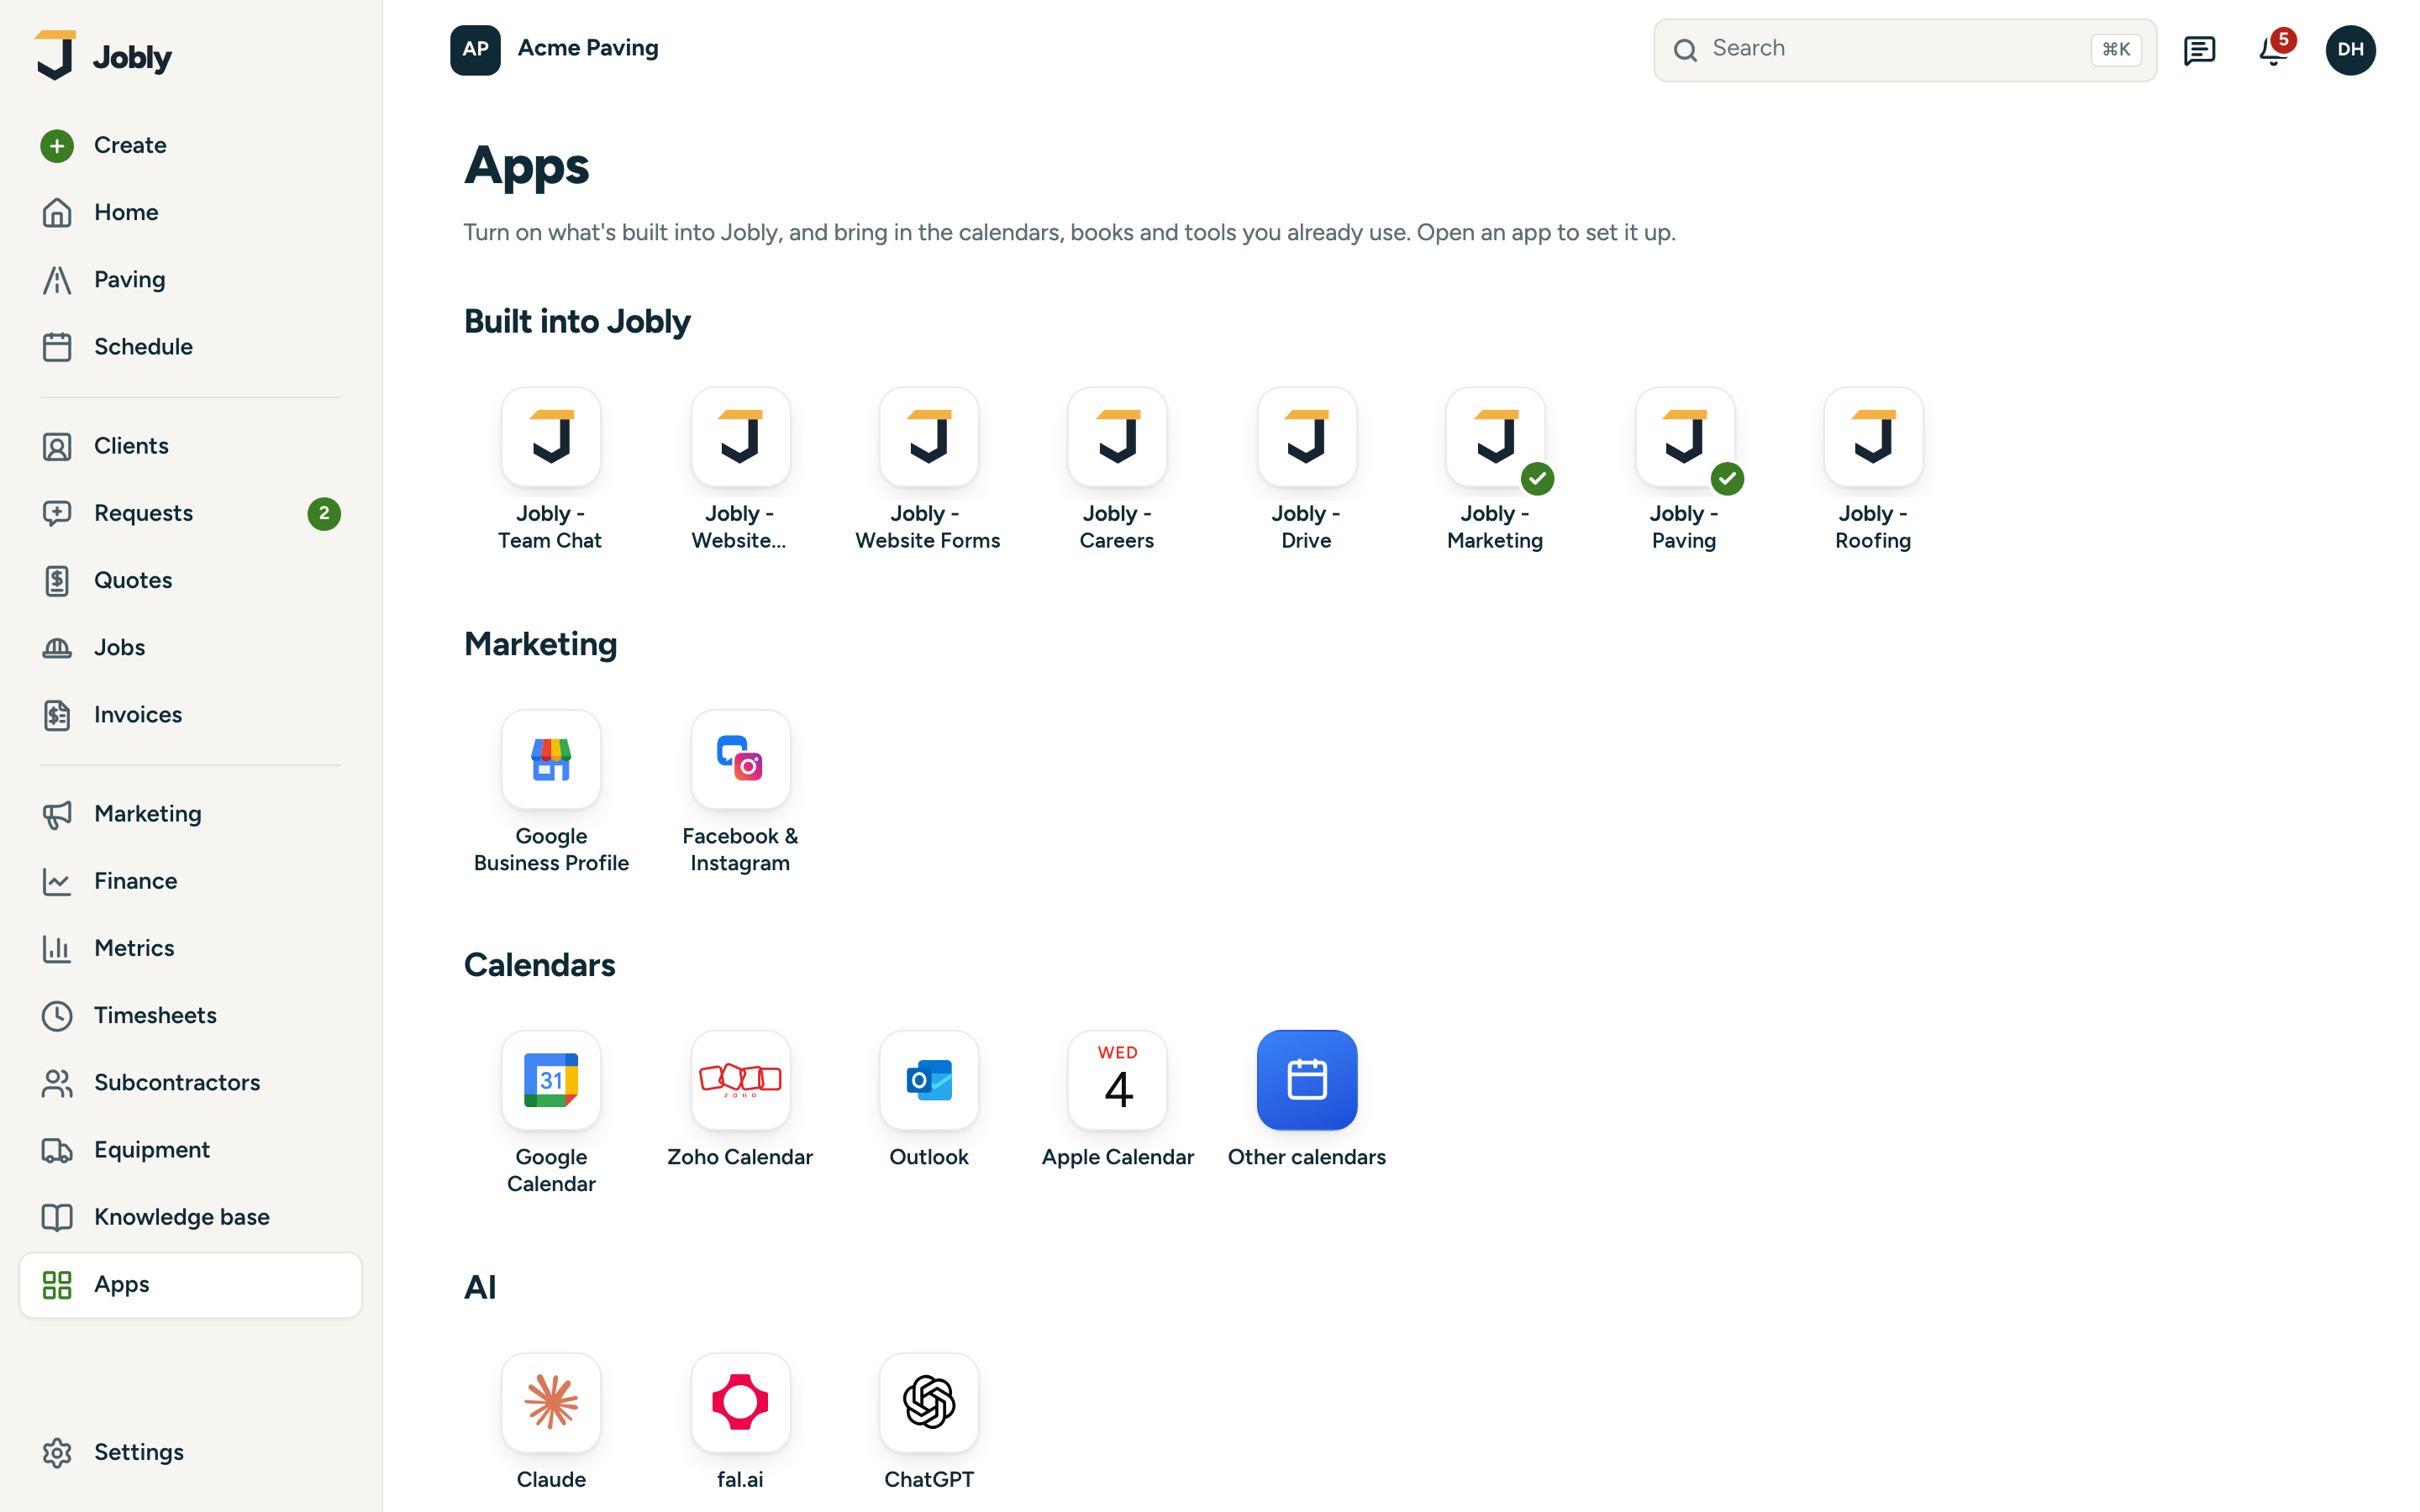 Jobly
Create
Home
Paving
Schedule
Clients
Requests 2
Quotes
Jobs
Invoices
Marketing
Finance
Metrics
Timesheets
Subcontractors
Equipment
Knowledge base
Apps
Settings
AP Acme Paving
Search ⌘K
5
DH
Apps
Turn on what's built into Jobly, and bring in the calendars, books and tools you already use. Open an app to set it up.
Built into Jobly
Jobly -
Team Chat
Jobly -
Website...
Jobly -
Website Forms
Jobly -
Careers
Jobly -
Drive
Jobly -
Marketing
Jobly -
Paving
Jobly -
Roofing
Marketing
Google
Business Profile
Facebook &
Instagram
Calendars
31
Google
Calendar
ZOHO
Zoho Calendar
Outlook
WED
4
Apple Calendar
Other calendars
AI
Claude
fal.ai
ChatGPT